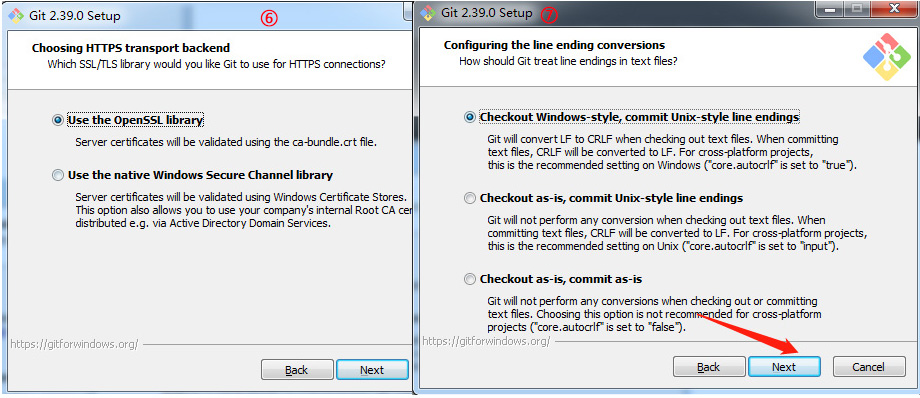 Git 2.39.0 Setup
⑥
Choosing HTTPS transport backend
Which SSL/TLS library would you like Git to use for HTTPS connections?
Use the OpenSSL library
Server certificates will be validated using the ca-bundle.crt file.
Use the native Windows Secure Channel library
Server certificates will be validated using Windows Certificate Stores.
This option also allows you to use your company's internal Root CA cer
distributed e.g. via Active Directory Domain Services.
https://gitforwindows.org/
Back
Next
Git 2.39.0 Setup
⑦
Configuring the line ending conversions
How should Git treat line endings in text files?
Checkout Windows-style, commit Unix-style line endings
Git will convert LF to CRLF when checking out text files. When committing
text files, CRLF will be converted to LF. For cross-platform projects,
this is the recommended setting on Windows ("core.autocrlf" is set to "true").
Checkout as-is, commit Unix-style line endings
Git will not perform any conversion when checking out text files. When
committing text files, CRLF will be converted to LF. For cross-platform projects,
this is the recommended setting on Unix ("core.autocrlf" is set to "input").
Checkout as-is, commit as-is
Git will not perform any conversions when checking out or committing
text files. Choosing this option is not recommended for cross-platform
projects ("core.autocrlf" is set to "false").
https://gitforwindows.org/
Back
Next
Cancel